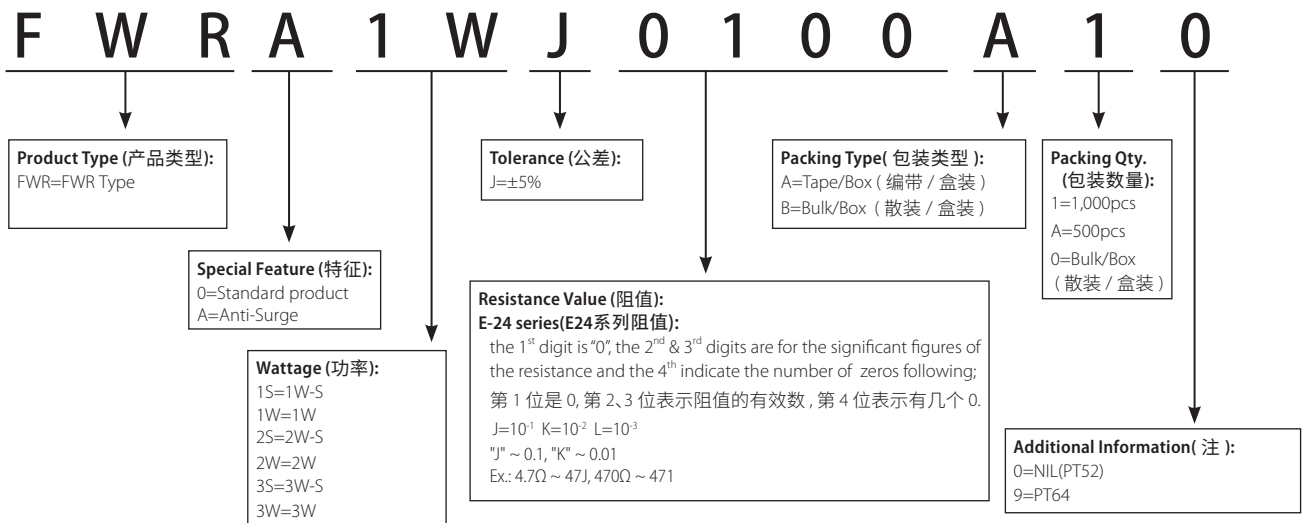 F W R A 1 W J 0 1 0 0 A 1 0
Product Type (产品类型):
FWR=FWR Type
Tolerance (公差):
J=±5%
Packing Type( 包装类型 ):
A=Tape/Box ( 编带 / 盒装 )
B=Bulk/Box ( 散装 / 盒装 )
Packing Qty.
(包装数量):
1=1,000pcs
A=500pcs
0=Bulk/Box
( 散装 / 盒装 )
Special Feature (特征):
0=Standard product
A=Anti-Surge
Resistance Value (阻值):
E-24 series(E24系列阻值):
the 1st digit is “0”, the 2nd & 3rd digits are for the significant figures of
the resistance and the 4th indicate the number of zeros following;
第 1 位是 0, 第 2、3 位表示阻值的有效数 , 第 4 位表示有几个 0.
J=10-1 K=10-2 L=10-3
"J" ~ 0.1, "K" ~ 0.01
Ex.: 4.7Ω ~ 47J, 470Ω ~ 471
Wattage (功率):
1S=1W-S
1W=1W
2S=2W-S
2W=2W
3S=3W-S
3W=3W
Additional Information( 注 ):
0=NIL(PT52)
9=PT64